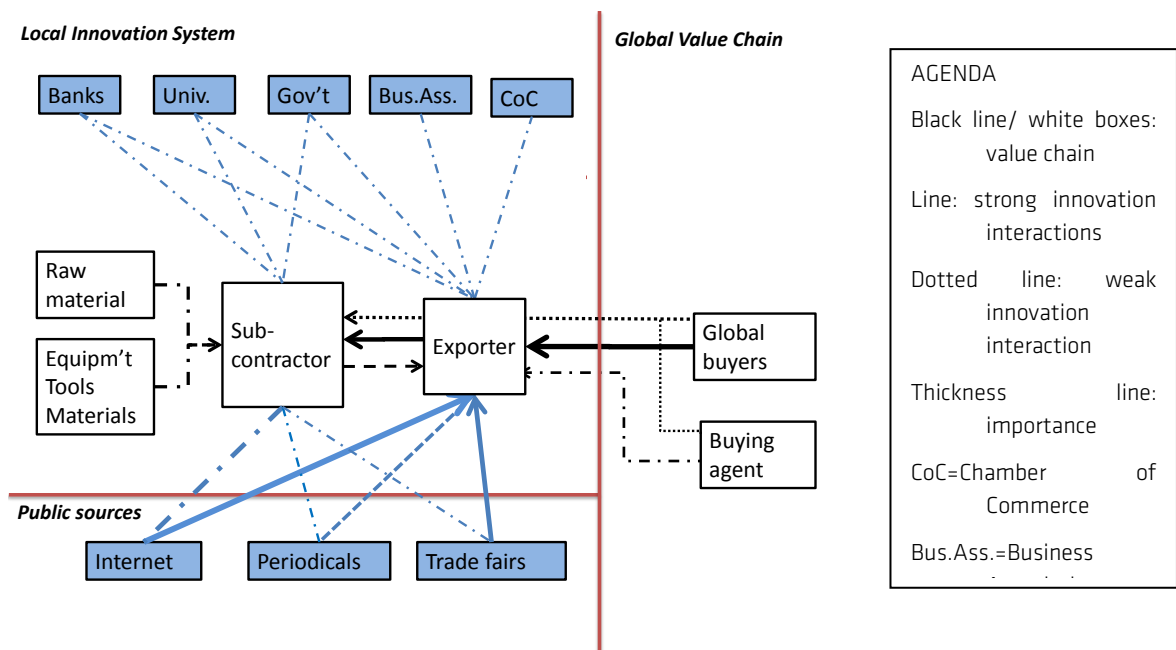 Local Innovation System
Global Value Chain
Banks
Univ.
Gov't
Bus.Ass.
CoC
AGENDA
Black line/ white boxes:
value chain
Line: strong innovation
interactions
Dotted line: weak
innovation
interaction
Thickness line:
importance
CoC=Chamber of
Commerce
Bus.Ass.=Business
Raw
material
Equipm't
Tools
Materials
Sub-
contractor
Exporter
Global
buyers
Buying
agent
Public sources
Internet
Periodicals
Trade fairs